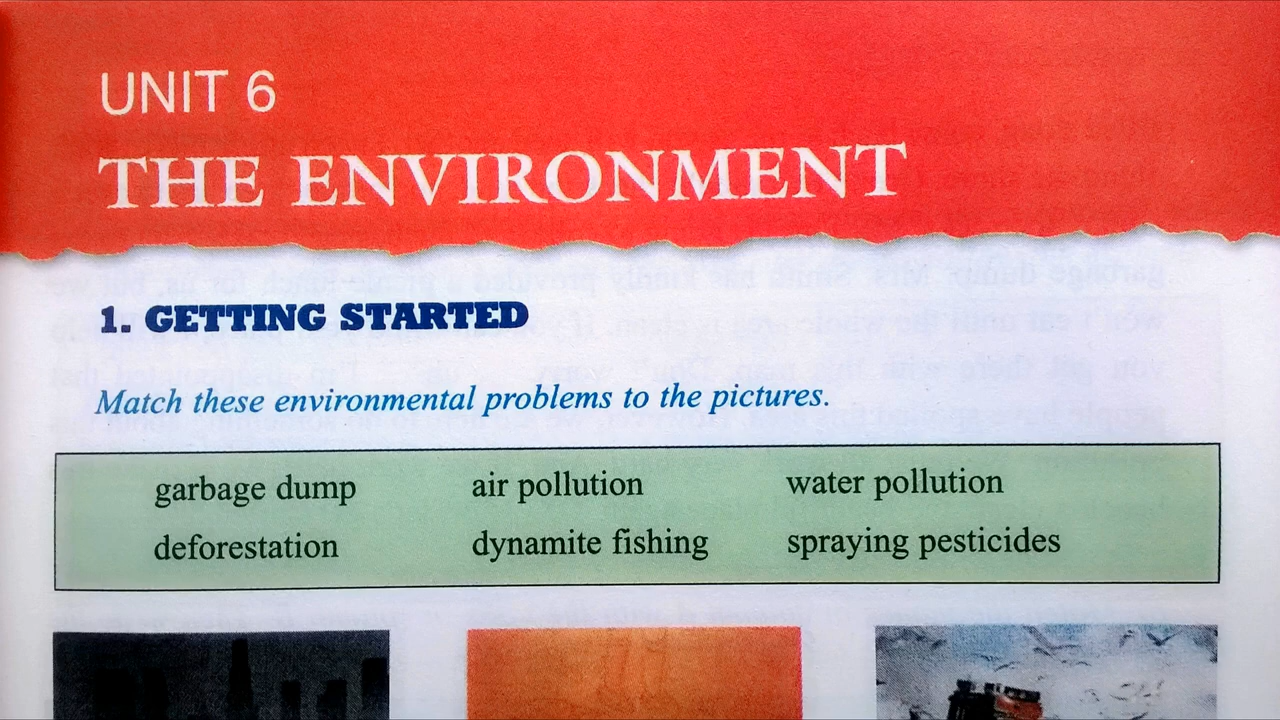 UNIT 6
THE ENVIRONMENT
1. GETTING STARTED
Match these environmental problems to the pictures.
garbage dump air pollution water pollution
deforestation dynamite fishing spraying pesticides